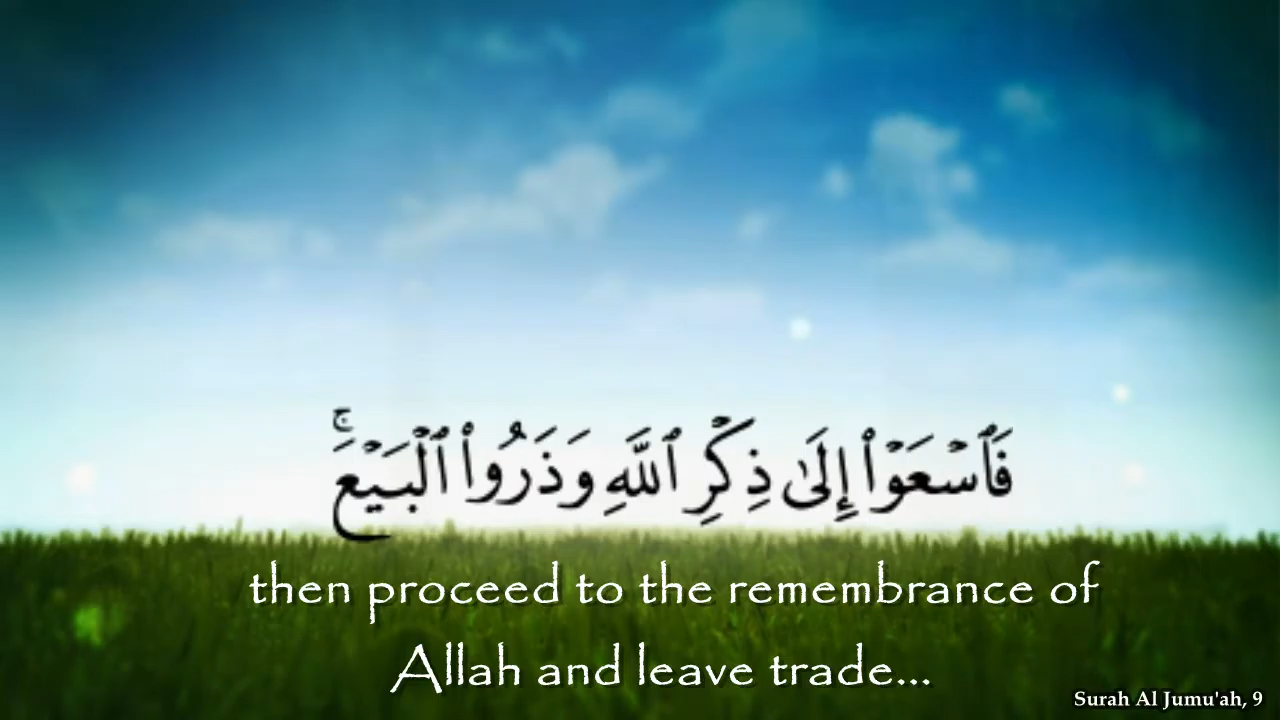 فَٱسْعَوْا۟ إِلَىٰ ذِكْرِ ٱللَّهِ وَذَرُوا۟ ٱلْبَيْعَ ۚ
then proceed to the remembrance of
Allah and leave trade...
Surah Al Jumu'ah, 9